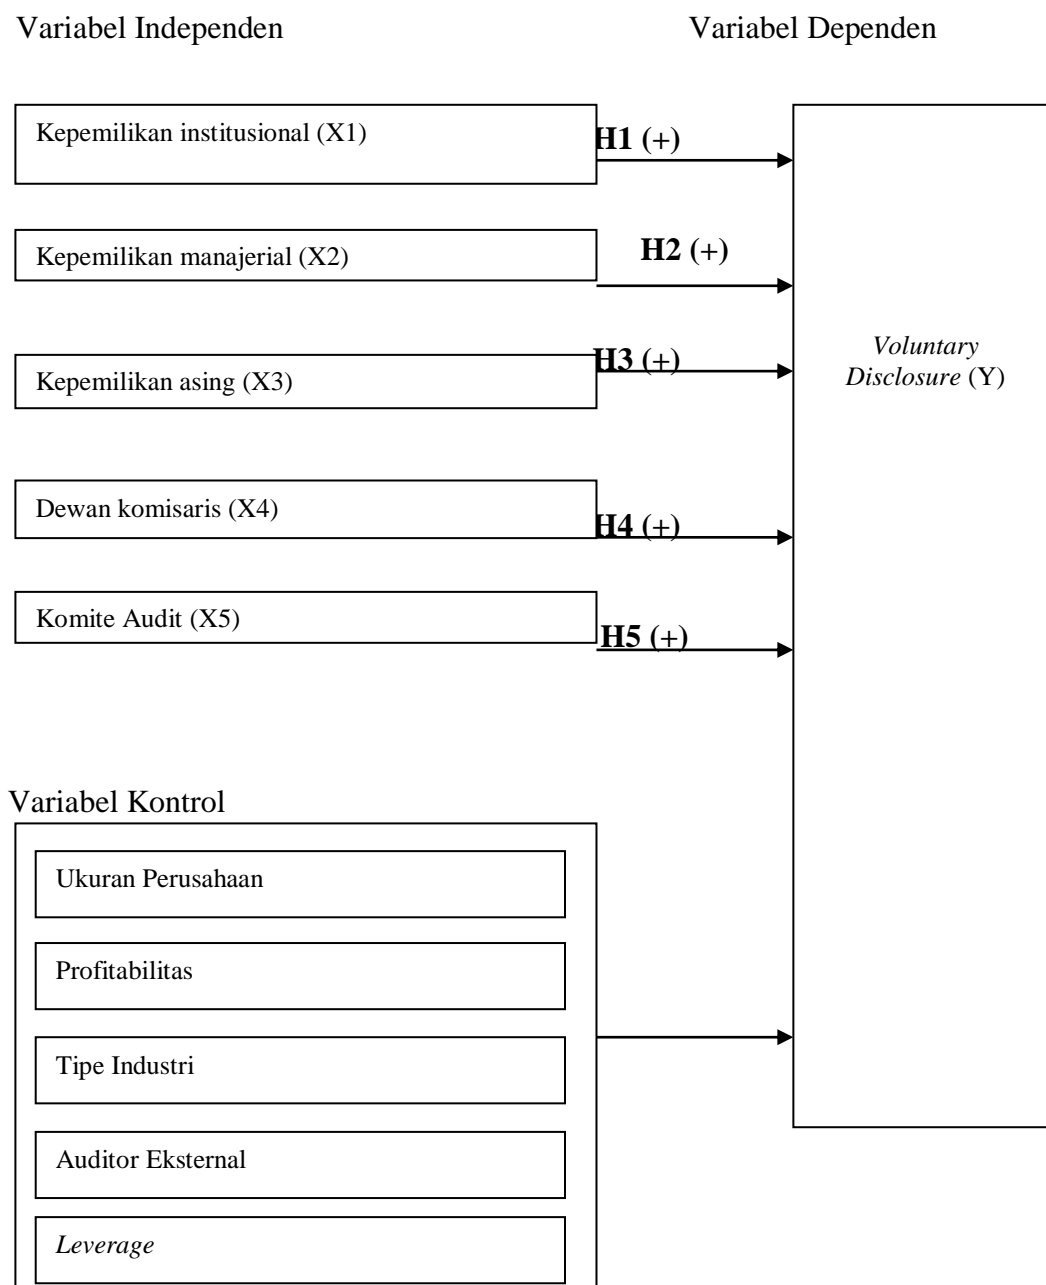 Variabel Independen
Variabel Dependen
Kepemilikan institusional (X1)
H1 (+)
Kepemilikan manajerial (X2)
H2 (+)
Kepemilikan asing (X3)
H3 (+)
Voluntary
Disclosure (Y)
Dewan komisaris (X4)
H4 (+)
Komite Audit (X5)
H5 (+)
Variabel Kontrol
Ukuran Perusahaan
Profitabilitas
Tipe Industri
Auditor Eksternal
Leverage